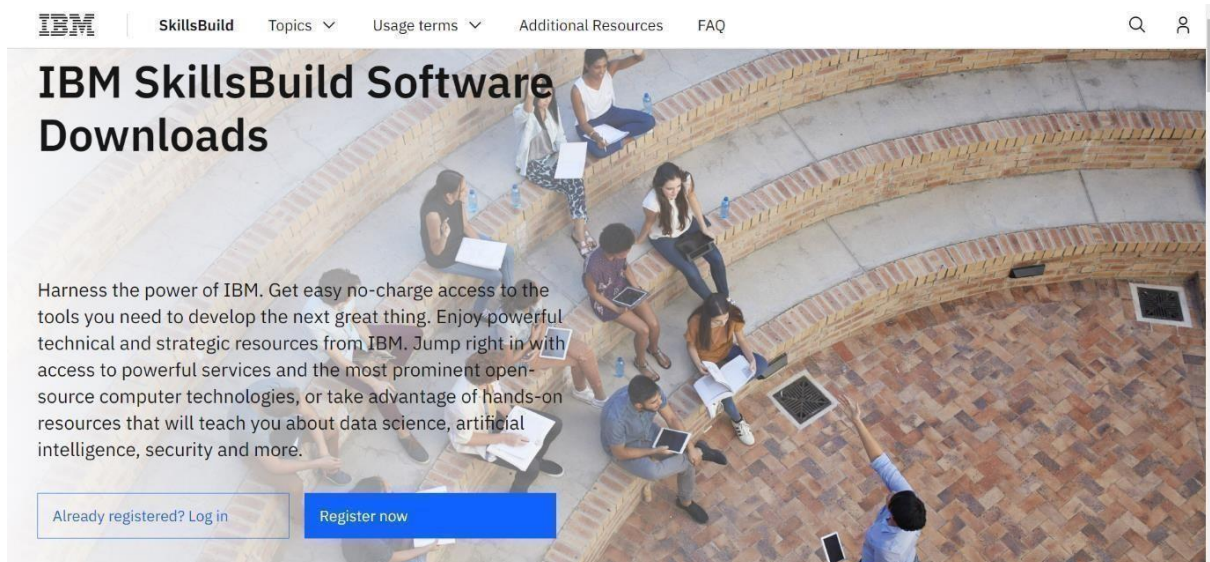 IBM SkillsBuild Topics Usage terms Additional Resources FAQ
IBM SkillsBuild Software
Downloads
Harness the power of IBM. Get easy no-charge access to the
tools you need to develop the next great thing. Enjoy powerful
technical and strategic resources from IBM. Jump right in with
access to powerful services and the most prominent open-
source computer technologies, or take advantage of hands-on
resources that will teach you about data science, artificial
intelligence, security and more.
Already registered? Log in Register now